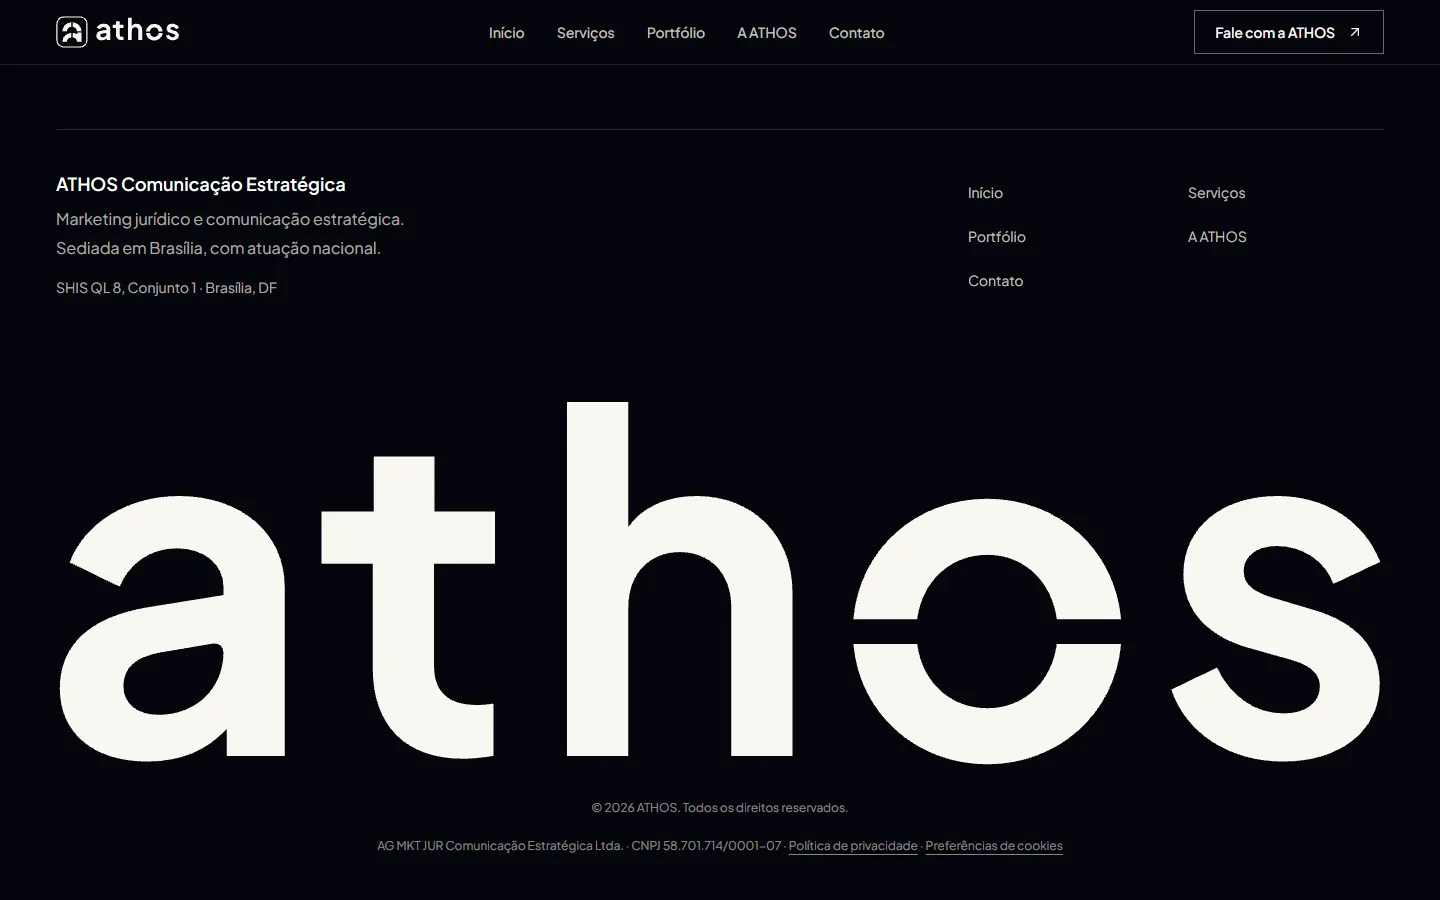 athos
Início
Serviços
Portfólio
A ATHOS
Contato
Fale com a ATHOS
ATHOS Comunicação Estratégica
Marketing jurídico e comunicação estratégica.
Sediada em Brasília, com atuação nacional.
SHIS QL 8, Conjunto 1 · Brasília, DF
Início
Serviços
Portfólio
A ATHOS
Contato
athos
© 2026 ATHOS. Todos os direitos reservados.
AG MKT JUR Comunicação Estratégica Ltda. · CNPJ 58.701.714/0001-07 · Política de privacidade · Preferências de cookies